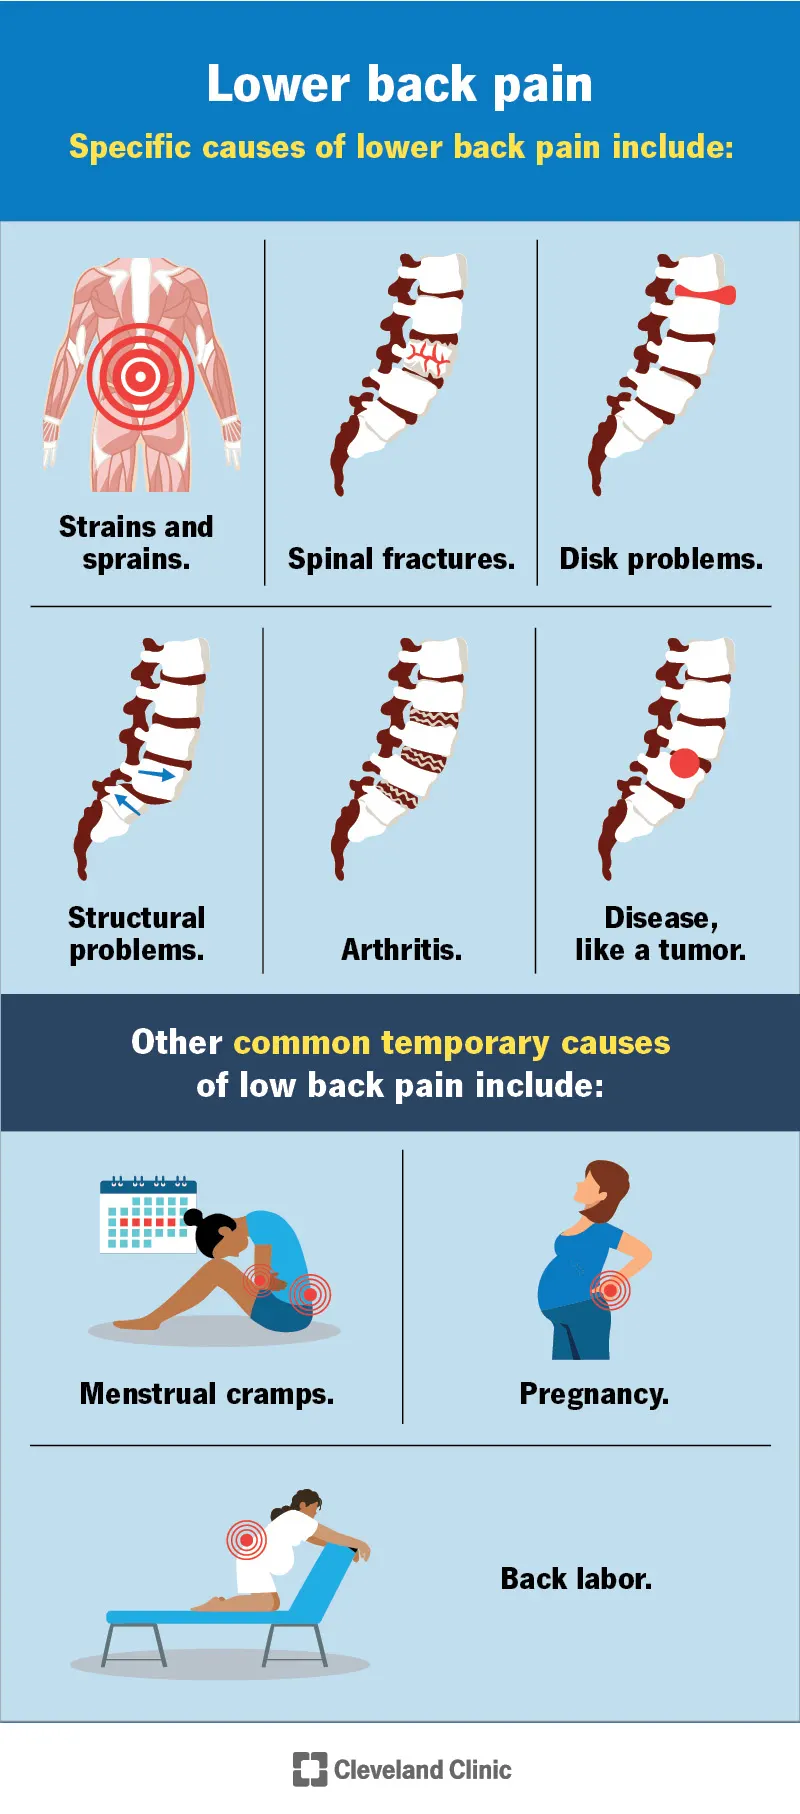 Lower back pain
Specific causes of lower back pain include:
Strains and
sprains.
Spinal fractures.
Disk problems.
Structural
problems.
Arthritis.
Disease,
like a tumor.
Other common temporary causes
of low back pain include:
Menstrual cramps.
Pregnancy.
Back labor.
Cleveland Clinic